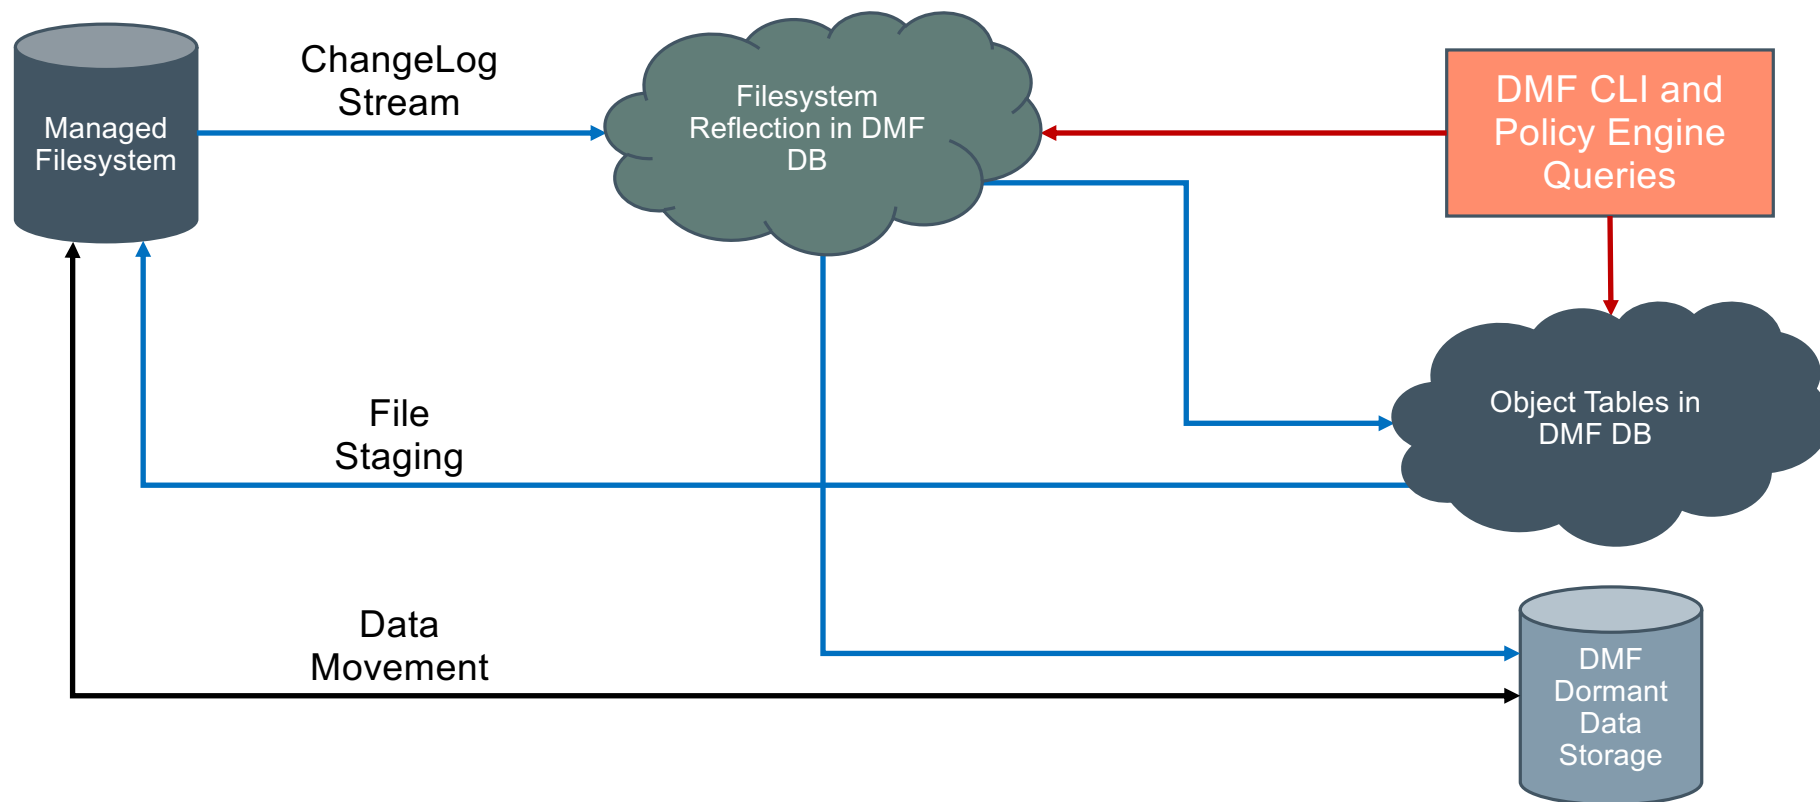 ChangeLog
Stream
Managed
Filesystem
Filesystem
Reflection in DMF
DB
DMF CLI and
Policy Engine
Queries
File
Staging
Object Tables in
DMF DB
Data
Movement
DMF
Dormant
Data
Storage